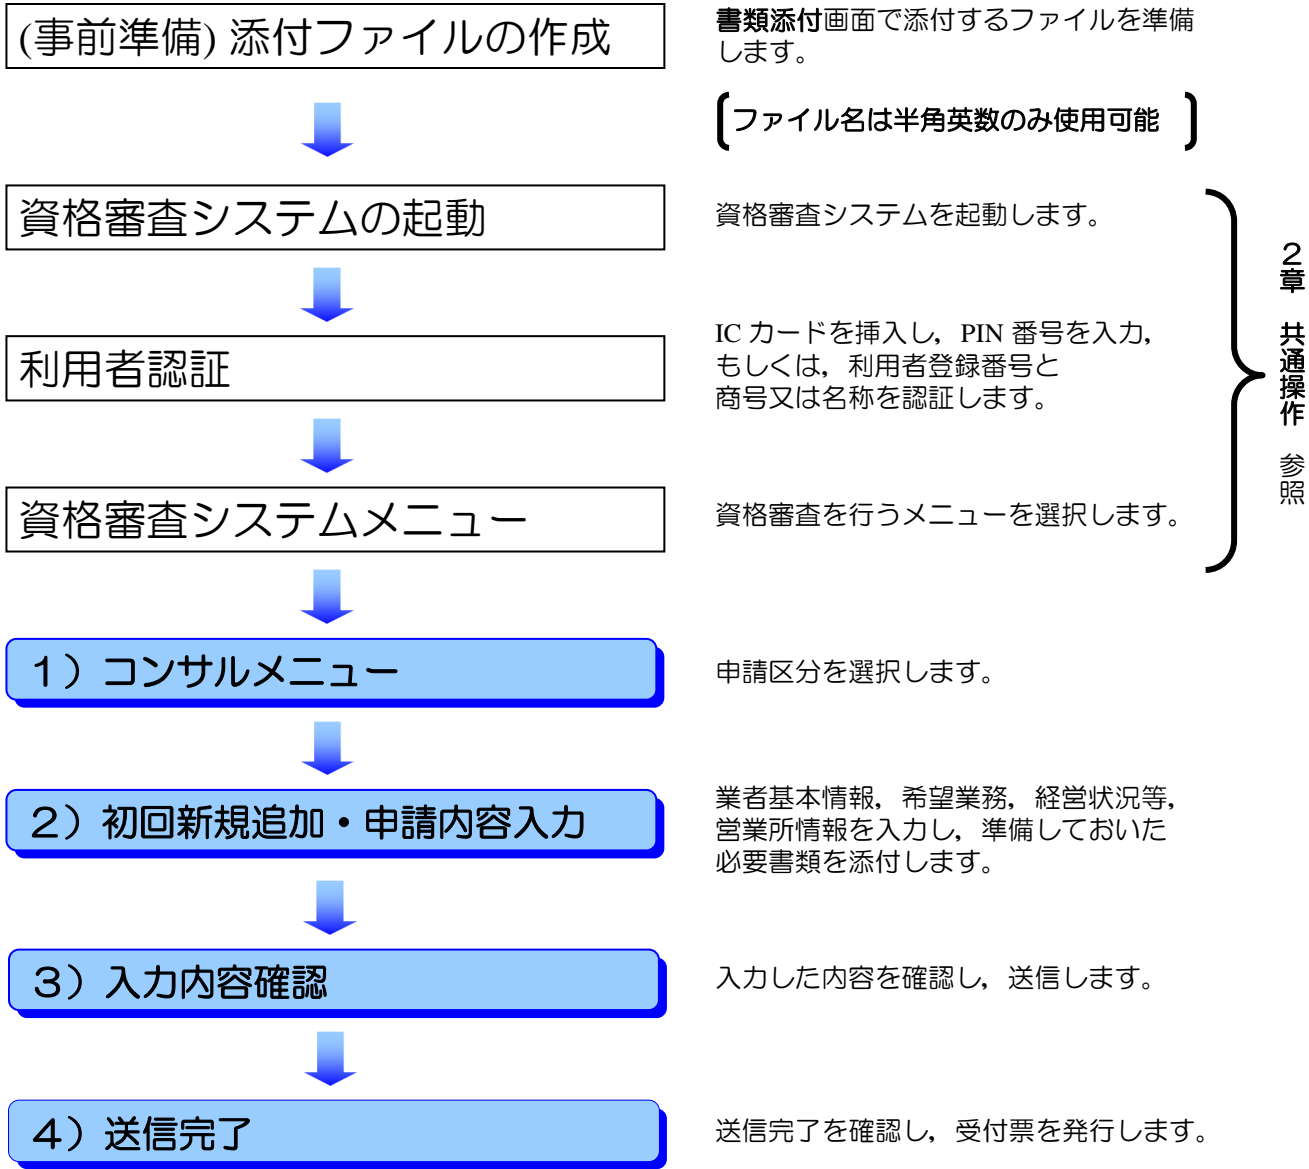 (事前準備) 添付ファイルの作成
書類添付画面で添付するファイルを準備
します。
ファイル名は半角英数のみ使用可能
資格審査システムの起動
資格審査システムを起動します。
利用者認証
IC カードを挿入し，PIN 番号を入力，
もしくは，利用者登録番号と
商号又は名称を認証します。
資格審査システムメニュー
資格審査を行うメニューを選択します。
２章 共通操作 参照
１）コンサルメニュー
申請区分を選択します。
２）初回新規追加・申請内容入力
業者基本情報，希望業務，経営状況等，
営業所情報を入力し，準備しておいた
必要書類を添付します。
３）入力内容確認
入力した内容を確認し，送信します。
４）送信完了
送信完了を確認し，受付票を発行します。